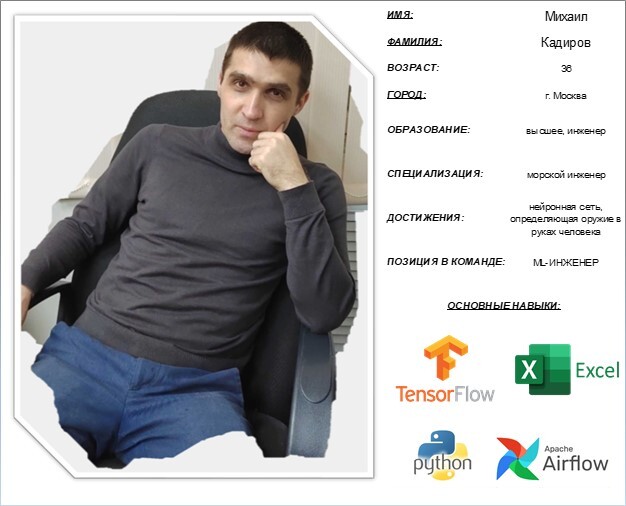 ИМЯ: Михаил
ФАМИЛИЯ: Кадиров
ВОЗРАСТ: 36
ГОРОД: г. Москва
ОБРАЗОВАНИЕ: высшее, инженер
СПЕЦИАЛИЗАЦИЯ: морской инженер
ДОСТИЖЕНИЯ: нейронная сеть,
определяющая оружие в
руках человека
ПОЗИЦИЯ В КОМАНДЕ: ML-ИНЖЕНЕР
ОСНОВНЫЕ НАВЫКИ:
TensorFlow
X Excel
python
Apache
Airflow